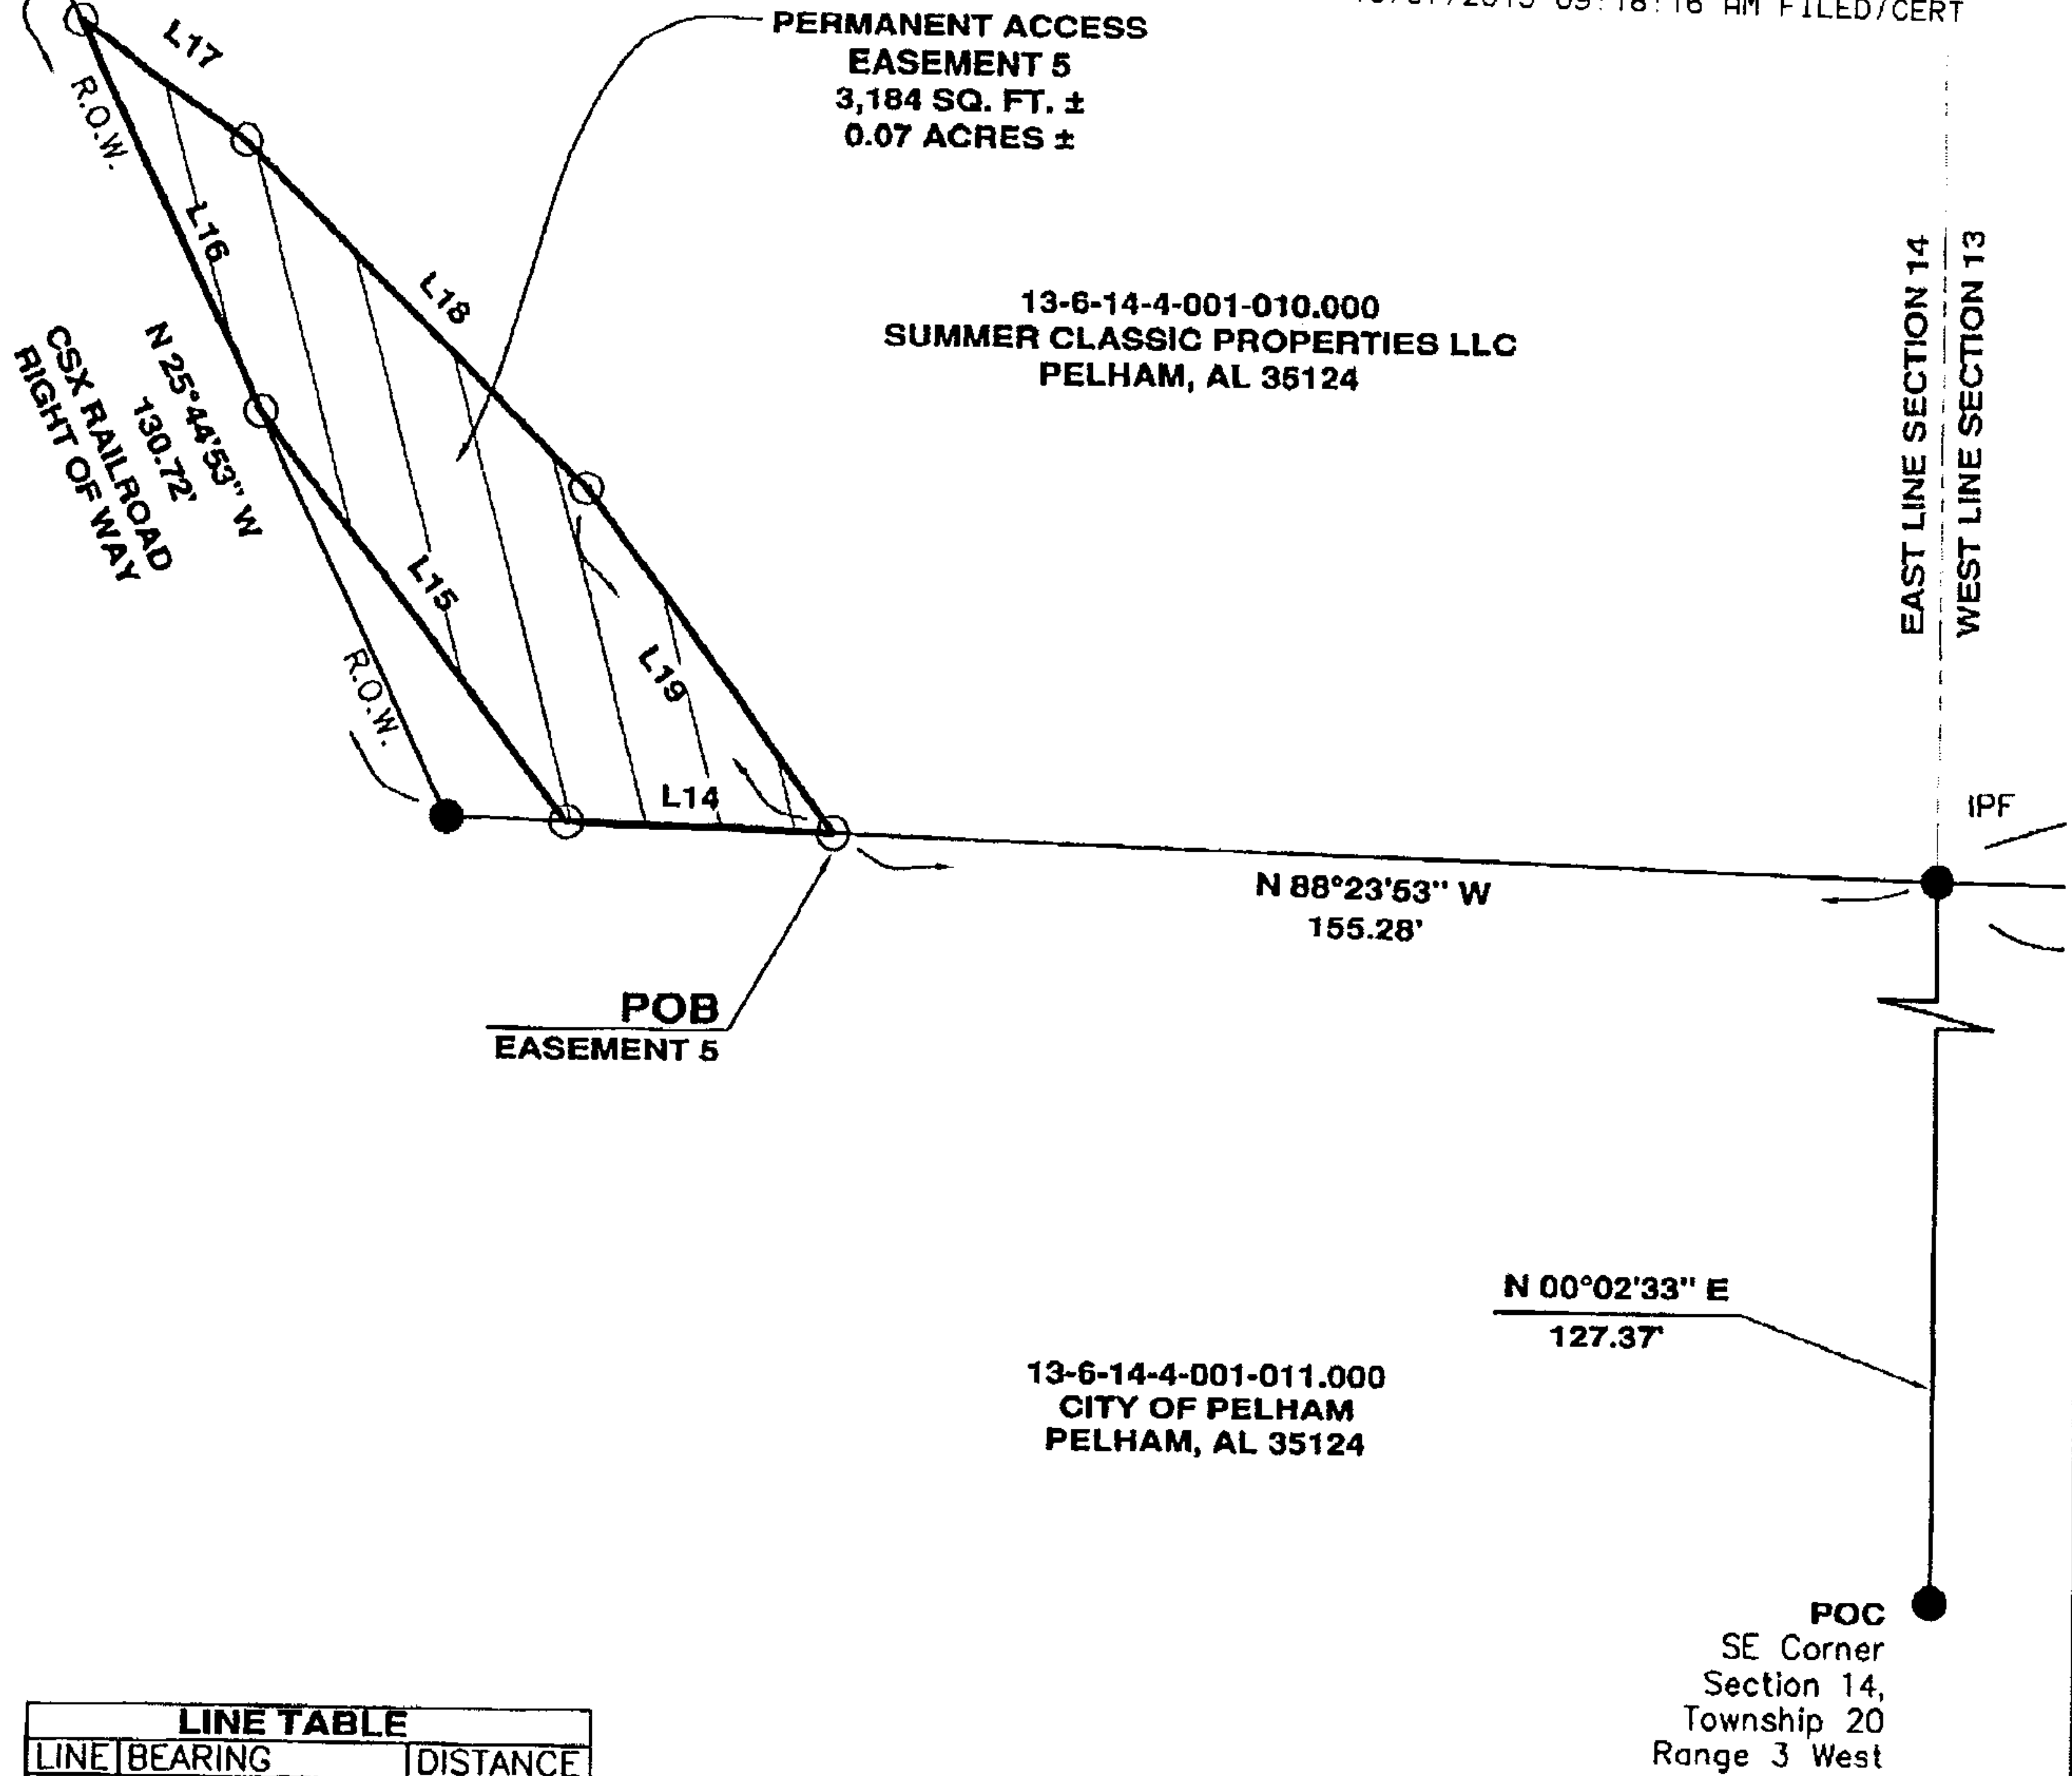 09:18:16 AM FILED/CERT
PERMANENT ACCESS
EASEMENT 5
3,184 SQ. FT. ±
0.07 ACRES ±
L17
R.O.W.
L16
L18
13-6-14-4-001-010.000
SUMMER CLASSIC PROPERTIES LLC
PELHAM, AL 35124
EAST LINE SECTION 14
WEST LINE SECTION 13
N 25°44'53" W
130.72'
CSX RAILROAD
RIGHT OF WAY
L15
L19
R.O.W.
L14
IPF
N 88°23'53" W
155.28'
POB
EASEMENT 5
N 00°02'33" E
127.37'
13-6-14-4-001-011.000
CITY OF PELHAM
PELHAM, AL 35124
POC
SE Corner
Section 14,
Township 20
Range 3 West
LINE TABLE
LINE BEARING DISTANCE